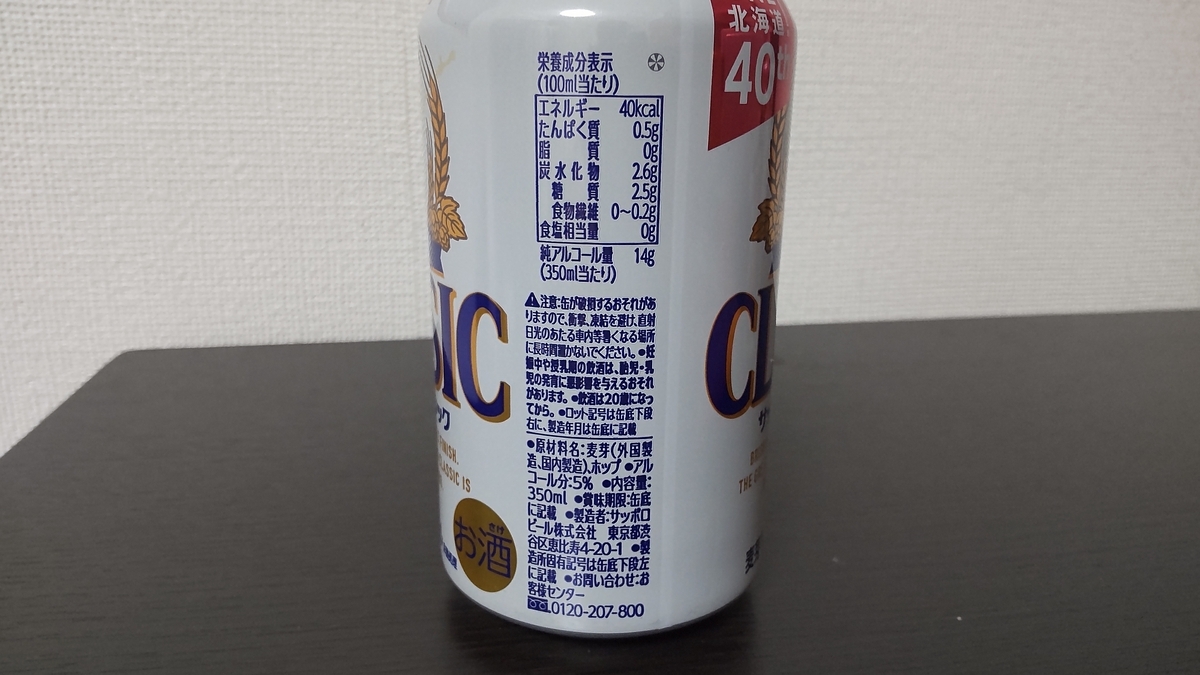 栄養成分表示
(100ml当たり)
エネルギー 40kcal
たんぱく質 0.5g
脂質 0g
炭水化物 2.6g
糖質 2.5g
食物繊維 0~0.2g
食塩相当量 0g
純アルコール量 14g
(350ml当たり)
注意:缶が破損するおそれがあ
りますので、衝撃、凍結を避け、直射
日光のあたる車内等暑くなる場所
に長時間置かないでください。●妊
娠中や授乳期の飲酒は、胎児・乳
児の発育に悪影響を与えるおそれ
があります。●飲酒は20歳になっ
てから。●ロット記号は缶底下段
右に、製造年月は缶底に記載
●原材料名:麦芽(外国製
造、国内製造)、ホップ ●アル
コール分:5% ●内容量:
350ml ●賞味期限:缶底
に記載 ●製造者:サッポロ
ビール株式会社 東京都渋
谷区恵比寿4-20-1 ●製
造所固有記号は缶底下段左
に記載 ●お問い合わせ:お
客様センター
0120-207-800
SIC
ック
FINISH.
CLASSIC IS
さけ
お酒
北海道
40th
CL
サッ
THE